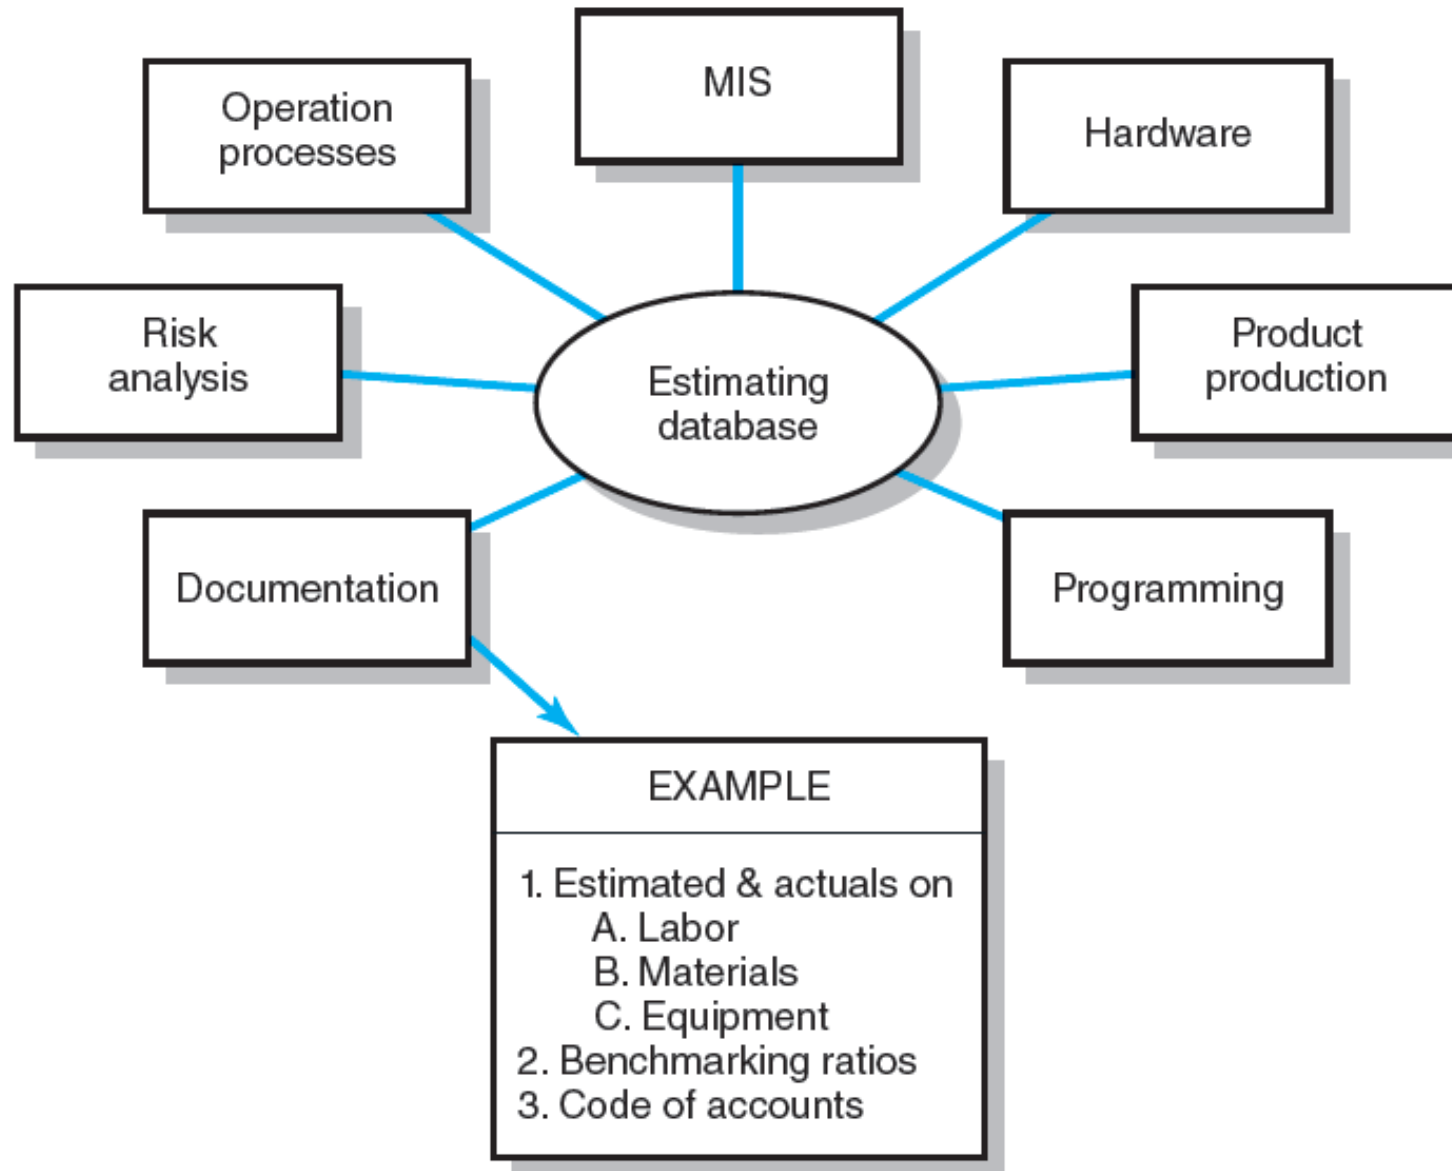 MIS
Operation
processes
Hardware
Risk
analysis
Product
production
Estimating
database
Documentation
Programming
EXAMPLE
1. Estimated & actuals on
A. Labor
B. Materials
C. Equipment
2. Benchmarking ratios
3. Code of accounts